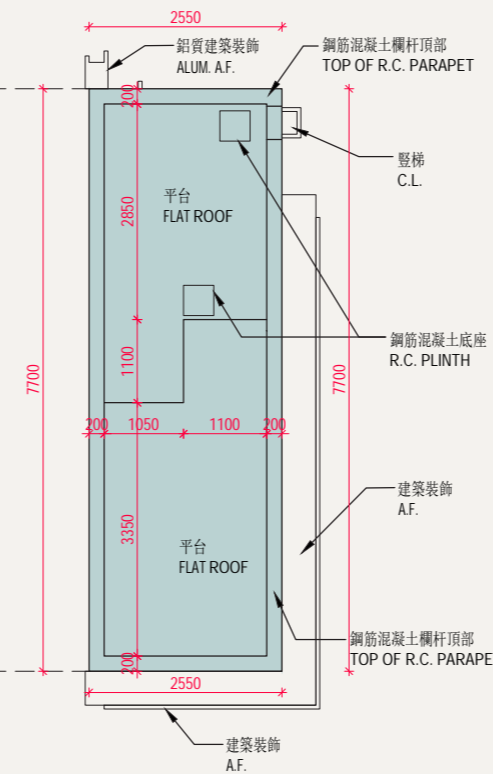 2550
鋁質建築裝飾
ALUM. A.F.
鋼筋混凝土欄杆頂部
TOP OF R.C. PARAPET
200
豎梯
C.L.
平台
FLAT ROOF
2850
鋼筋混凝土底座
R.C. PLINTH
1100
7700
7700
200
1050
1100
200
建築裝飾
A.F.
3350
平台
FLAT ROOF
鋼筋混凝土欄杆頂部
TOP OF R.C. PARAPE
200
2550
建築裝飾
A.F.